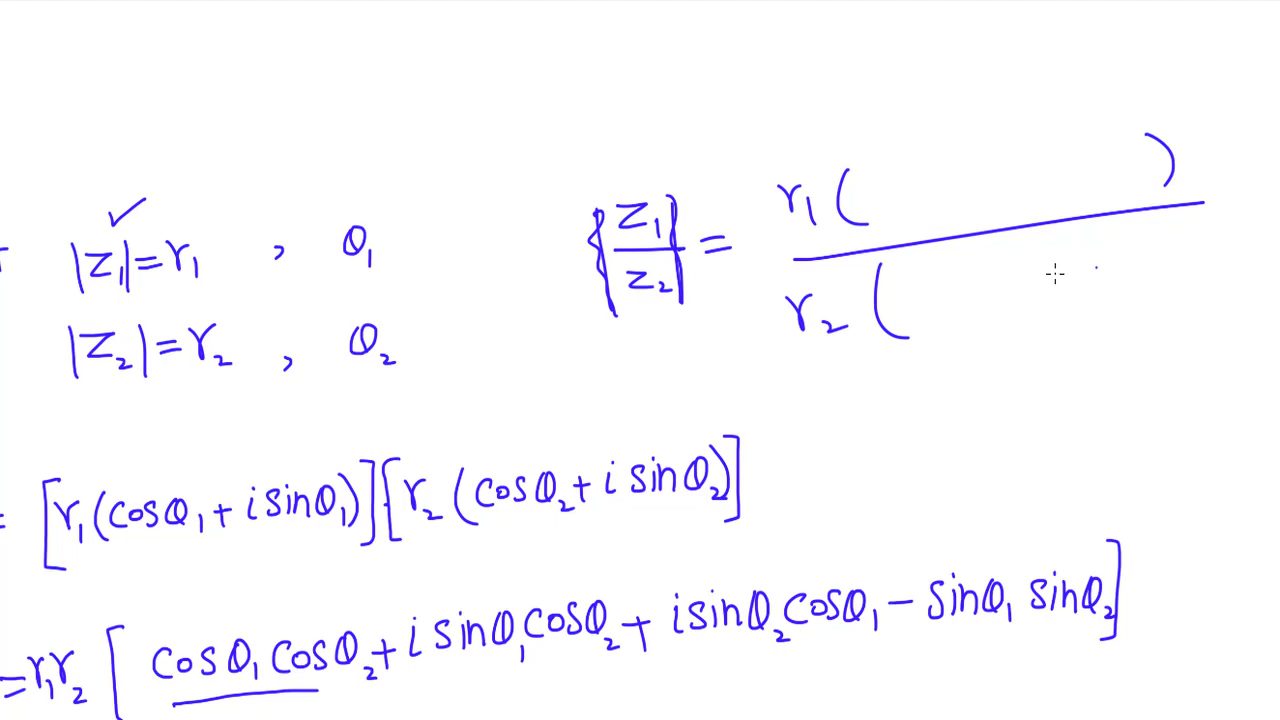 |z₁| = r₁ , θ₁
|z₂| = r₂ , θ₂
{z₁/z₂} = r₁( )/r₂(
= [r₁(cosθ₁ + i sinθ₁)][r₂(cosθ₂ + i sinθ₂)]
= r₁r₂ [cosθ₁ cosθ₂ + i sinθ₁ cosθ₂ + i sinθ₂ cosθ₁ − sinθ₁ sinθ₂]